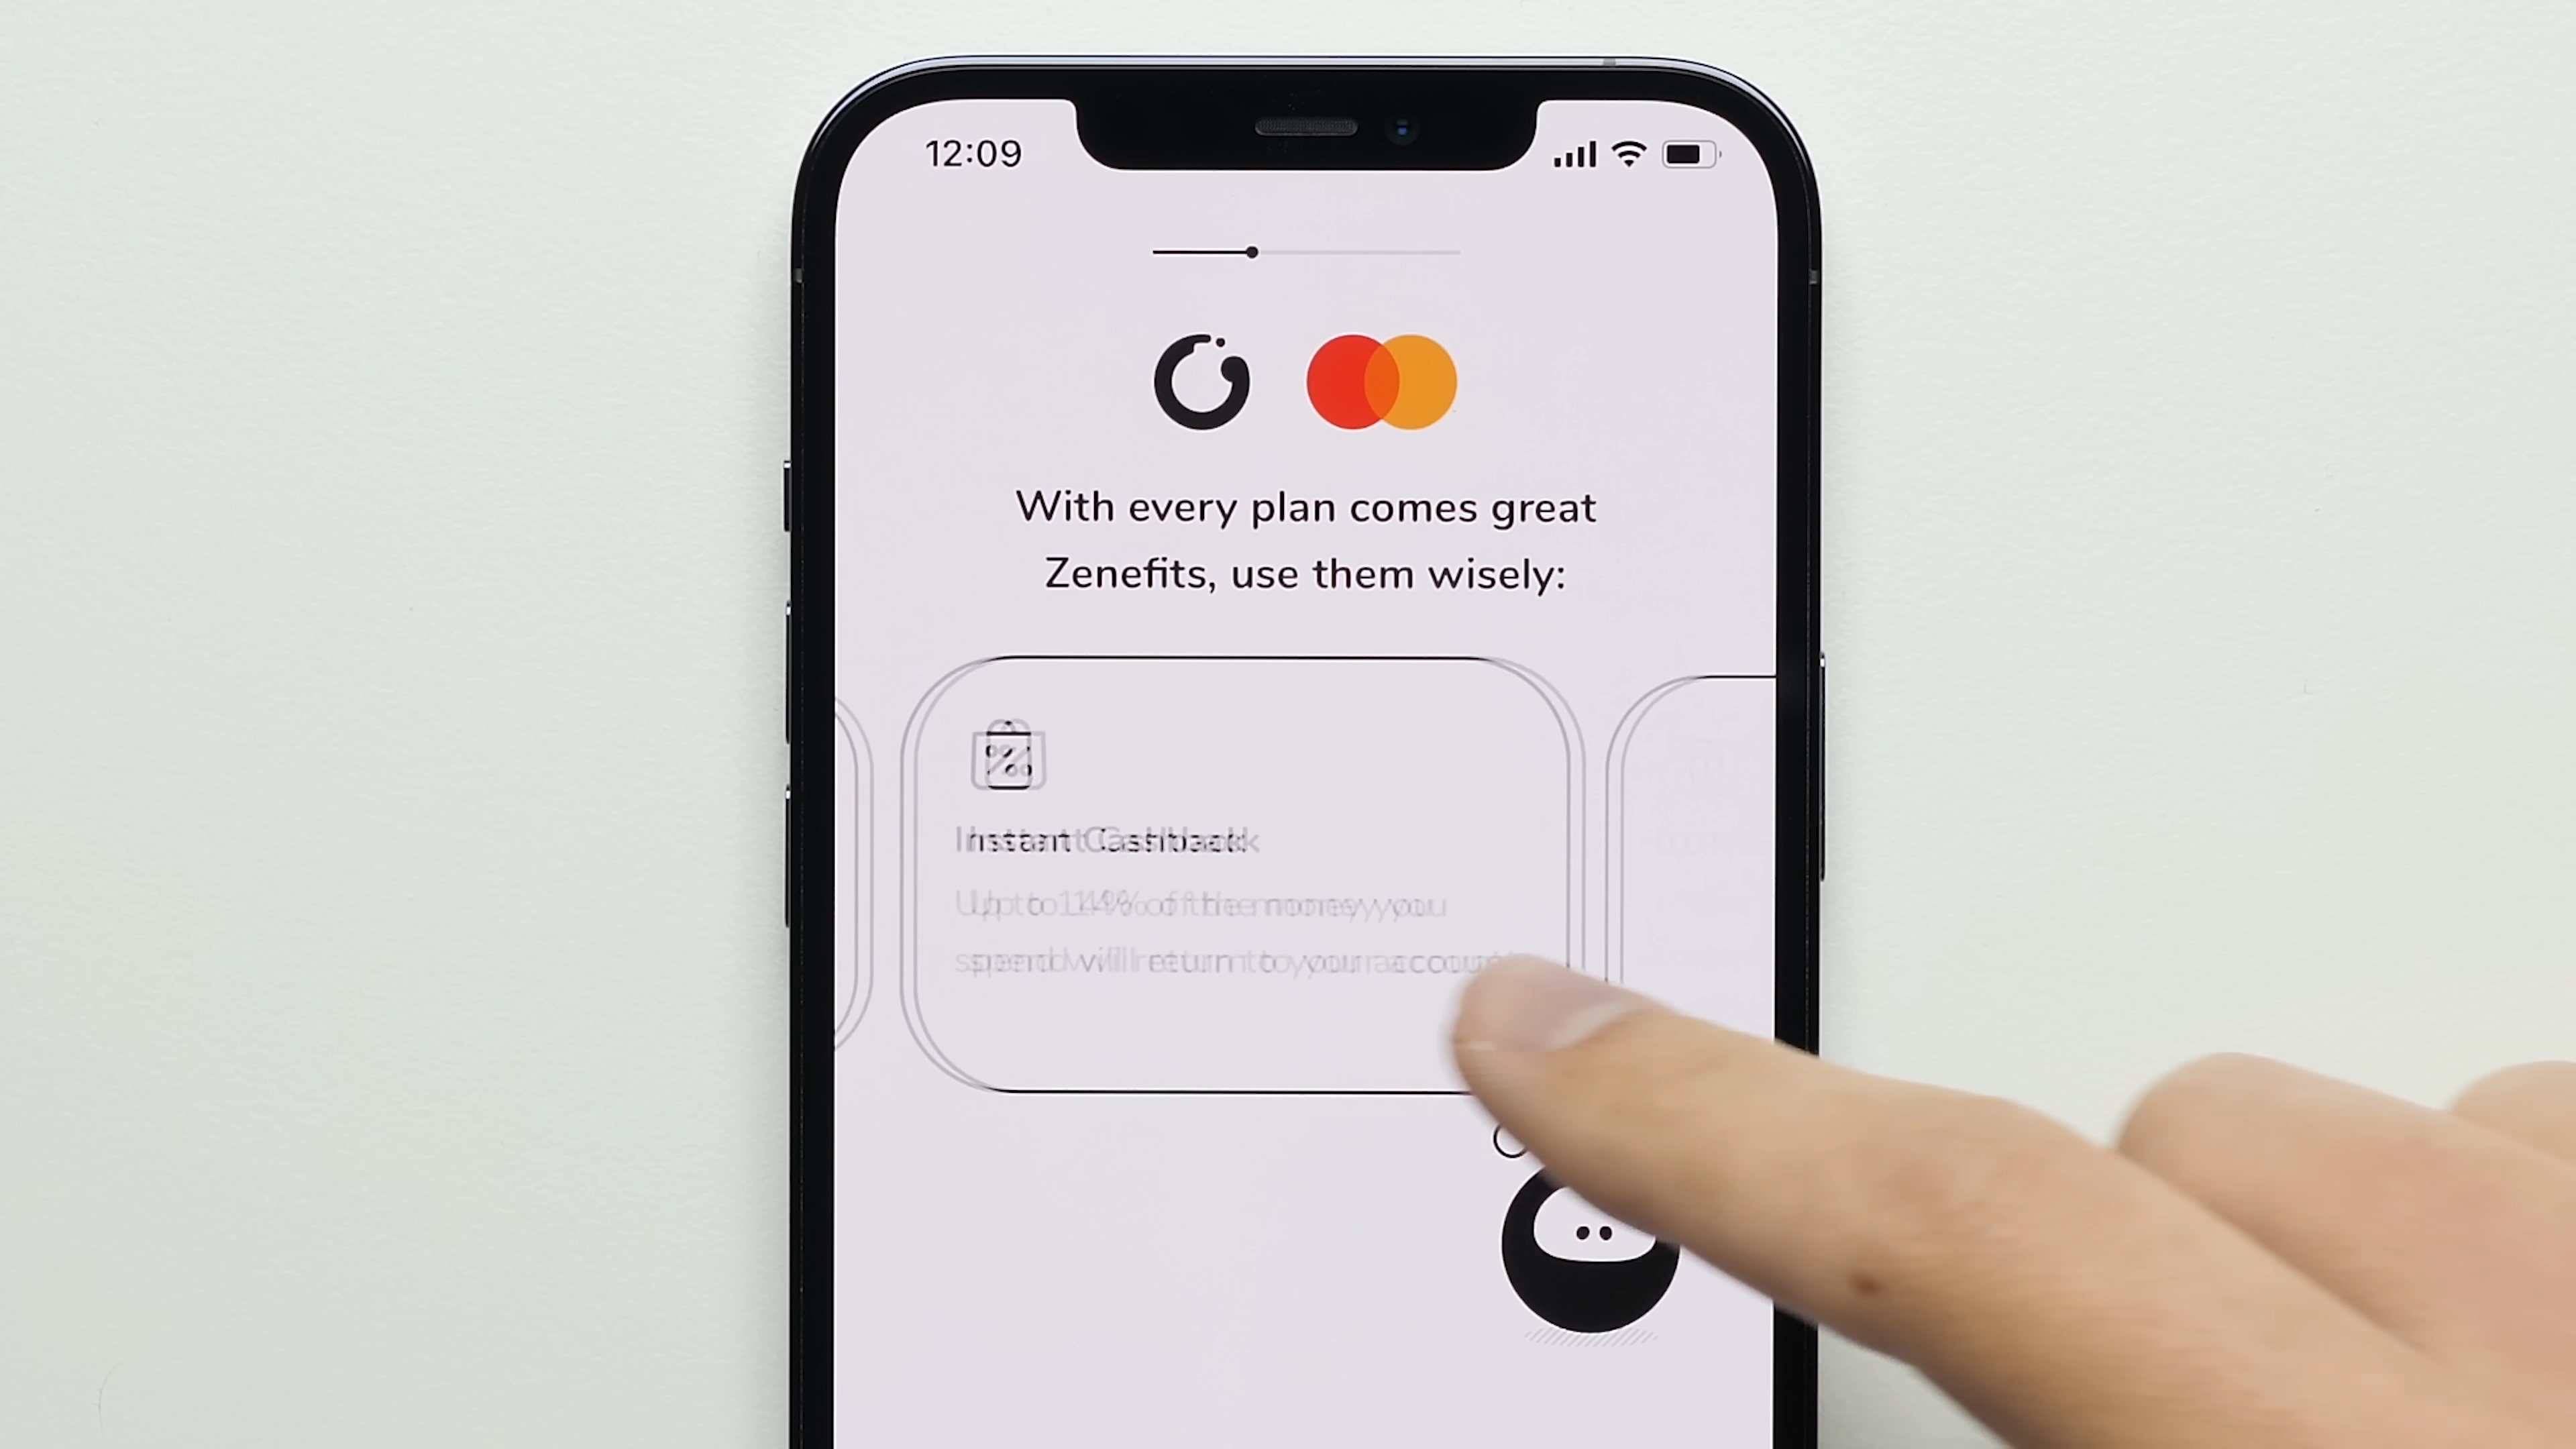 12:09
With every plan comes great
Zenefits, use them wisely:
Instant Cashback
Up to 14% of the money you
spend will return to your account